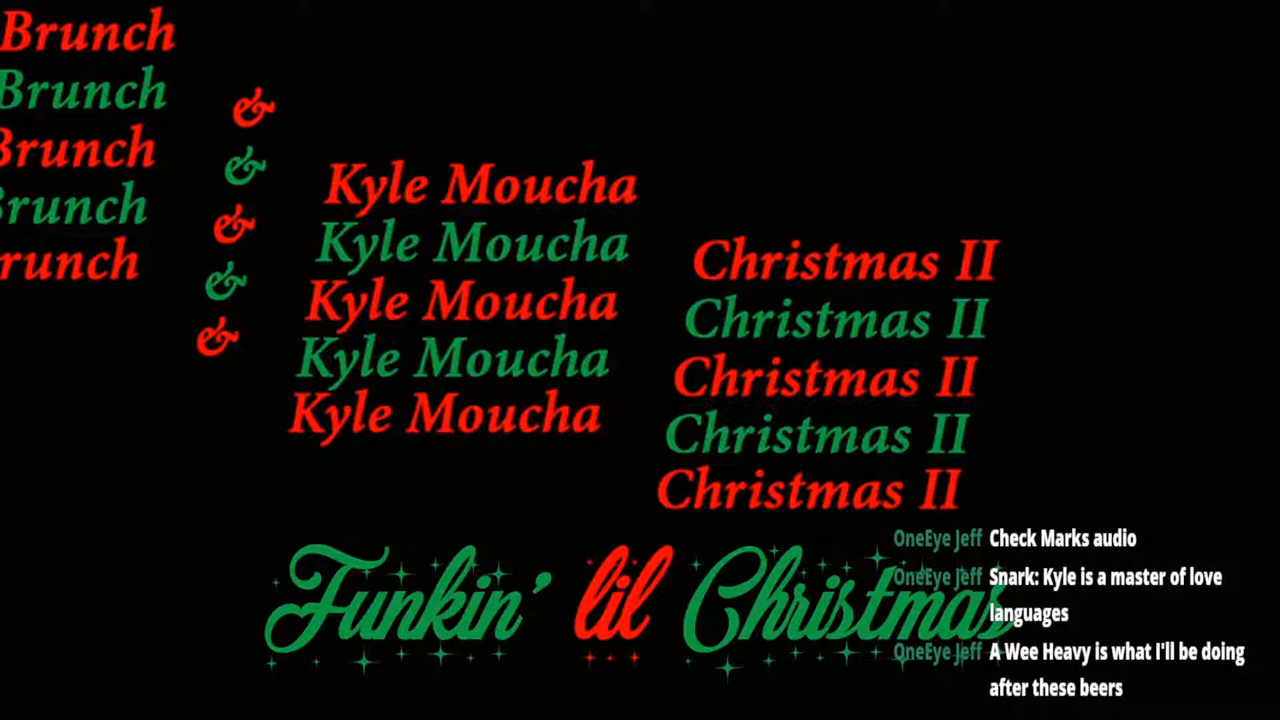 Brunch
Brunch
Brunch
Brunch
runch
&
&
&
&
&
Kyle Moucha
Kyle Moucha
Kyle Moucha
Kyle Moucha
Kyle Moucha
Christmas II
Christmas II
Christmas II
Christmas II
Christmas II
Funkin' lil Christmas
OneEye Jeff Check Marks audio
OneEye Jeff Snark: Kyle is a master of love
languages
OneEye Jeff A Wee Heavy is what I'll be doing
after these beers